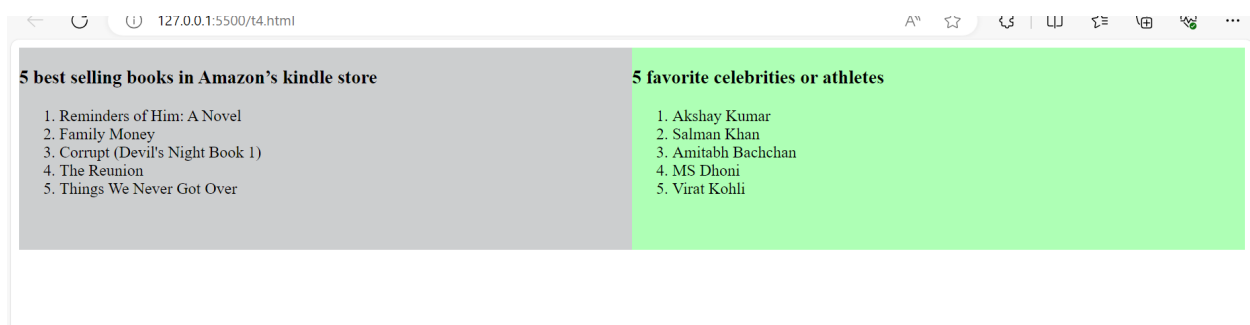 127.0.0.1:5500/t4.html
5 best selling books in Amazon’s kindle store
1. Reminders of Him: A Novel
2. Family Money
3. Corrupt (Devil's Night Book 1)
4. The Reunion
5. Things We Never Got Over
5 favorite celebrities or athletes
1. Akshay Kumar
2. Salman Khan
3. Amitabh Bachchan
4. MS Dhoni
5. Virat Kohli